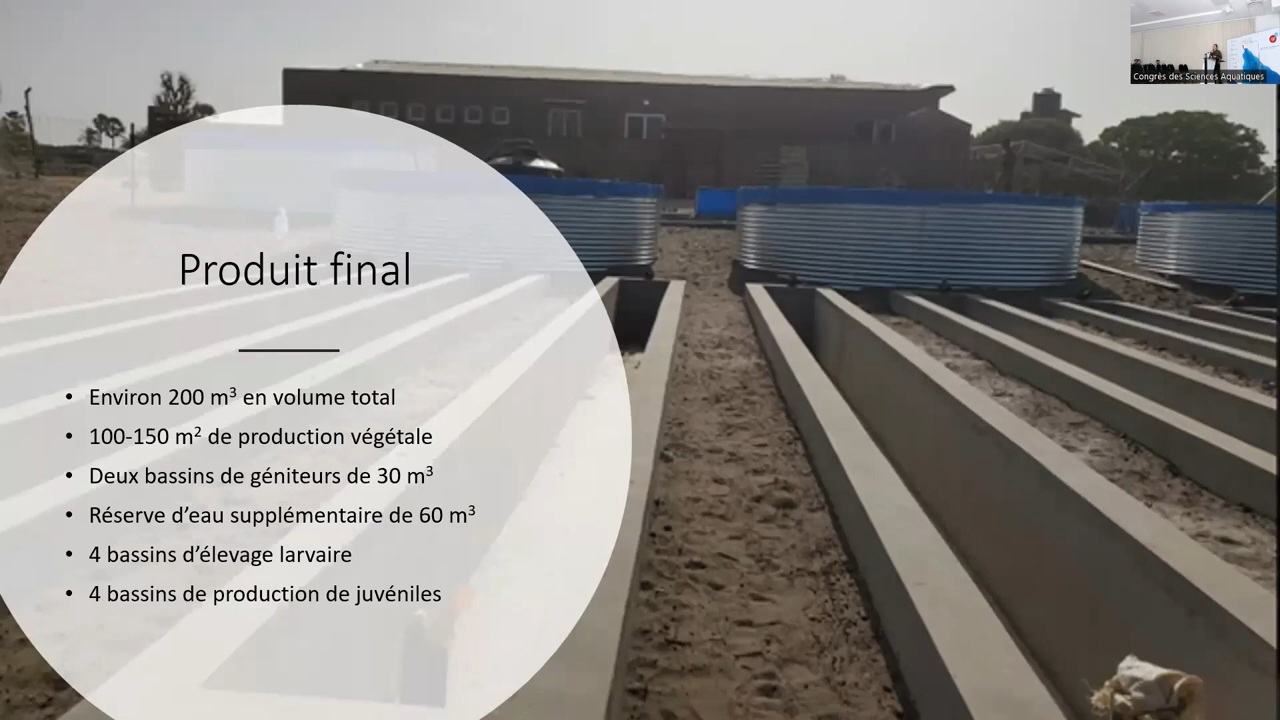 Congrès des Sciences Aquatiques
Produit final
• Environ 200 m³ en volume total
• 100-150 m² de production végétale
• Deux bassins de géniteurs de 30 m³
• Réserve d’eau supplémentaire de 60 m³
• 4 bassins d’élevage larvaire
• 4 bassins de production de juvéniles